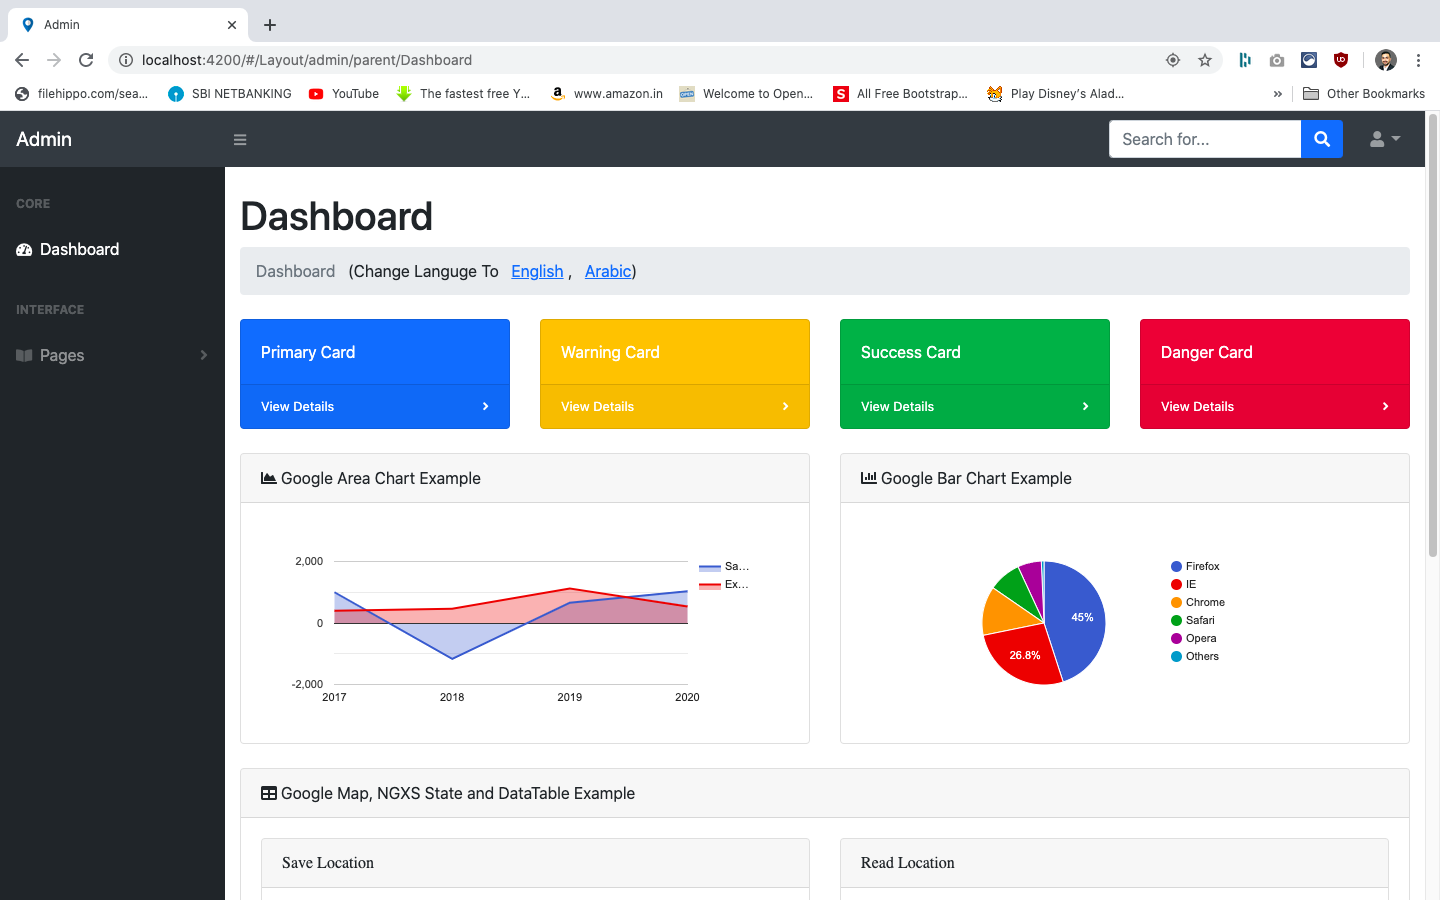 Admin
localhost:4200/#/Layout/admin/parent/Dashboard
filehippo.com/sea...
SBI NETBANKING
YouTube
The fastest free Y...
www.amazon.in
Welcome to Open...
All Free Bootstrap...
Play Disney's Alad...
»
Other Bookmarks
Admin
Search for...
CORE
Dashboard
INTERFACE
Pages
Dashboard
Dashboard (Change Languge To English , Arabic)
Primary Card
View Details
Warning Card
View Details
Success Card
View Details
Danger Card
View Details
Google Area Chart Example
2,000
0
-2,000
2017 2018 2019 2020
Sa...
Ex...
Google Bar Chart Example
45%
26.8%
Firefox
IE
Chrome
Safari
Opera
Others
Google Map, NGXS State and DataTable Example
Save Location
Read Location